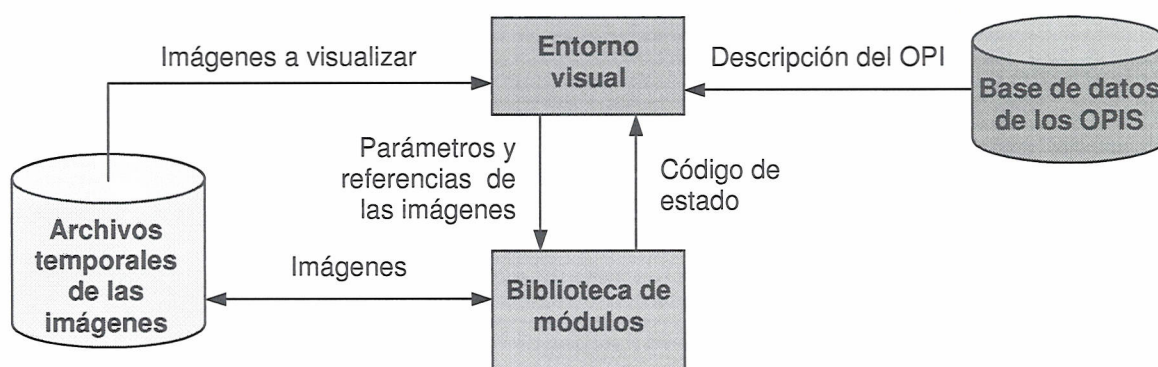 Imágenes a visualizar
Entorno
visual
Descripción del OPI
Base de datos
de los OPIS
Parámetros y
referencias de
las imágenes
Código de
estado
Archivos
temporales
de las
imágenes
Imágenes
Biblioteca de
módulos